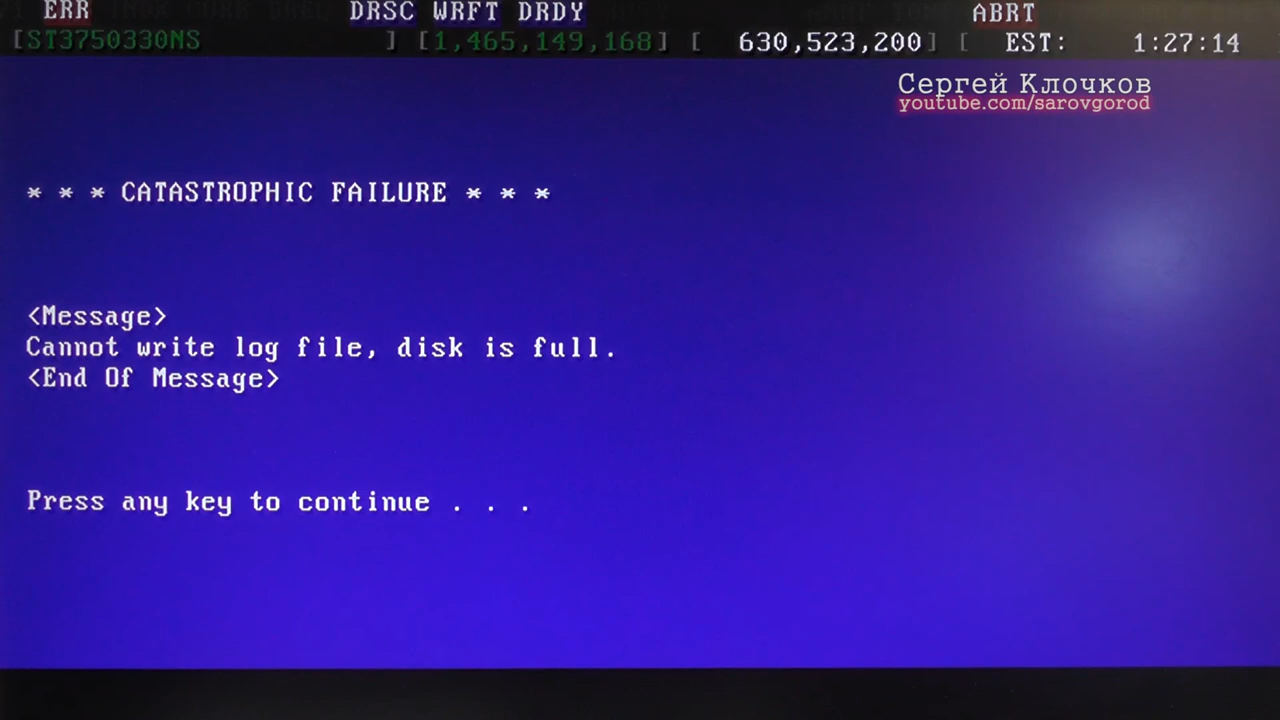 ERR DRSC WRFT DRDY ABRT
[ST3750330NS ] [1,465,149,168] [ 630,523,200] [ EST: 1:27:14
Сергей Клочков
youtube.com/sarovgorod
* * * CATASTROPHIC FAILURE * * *
<Message>
Cannot write log file, disk is full.
<End Of Message>
Press any key to continue . . .